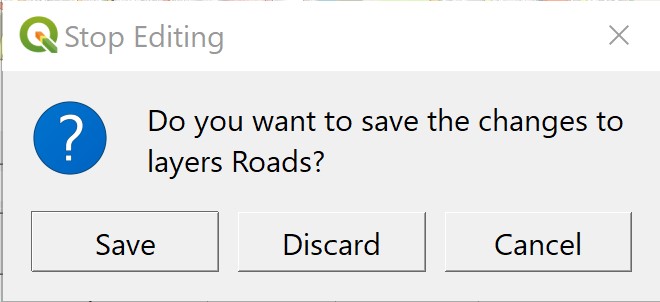 Stop Editing
Do you want to save the changes to
layers Roads?
Save
Discard
Cancel